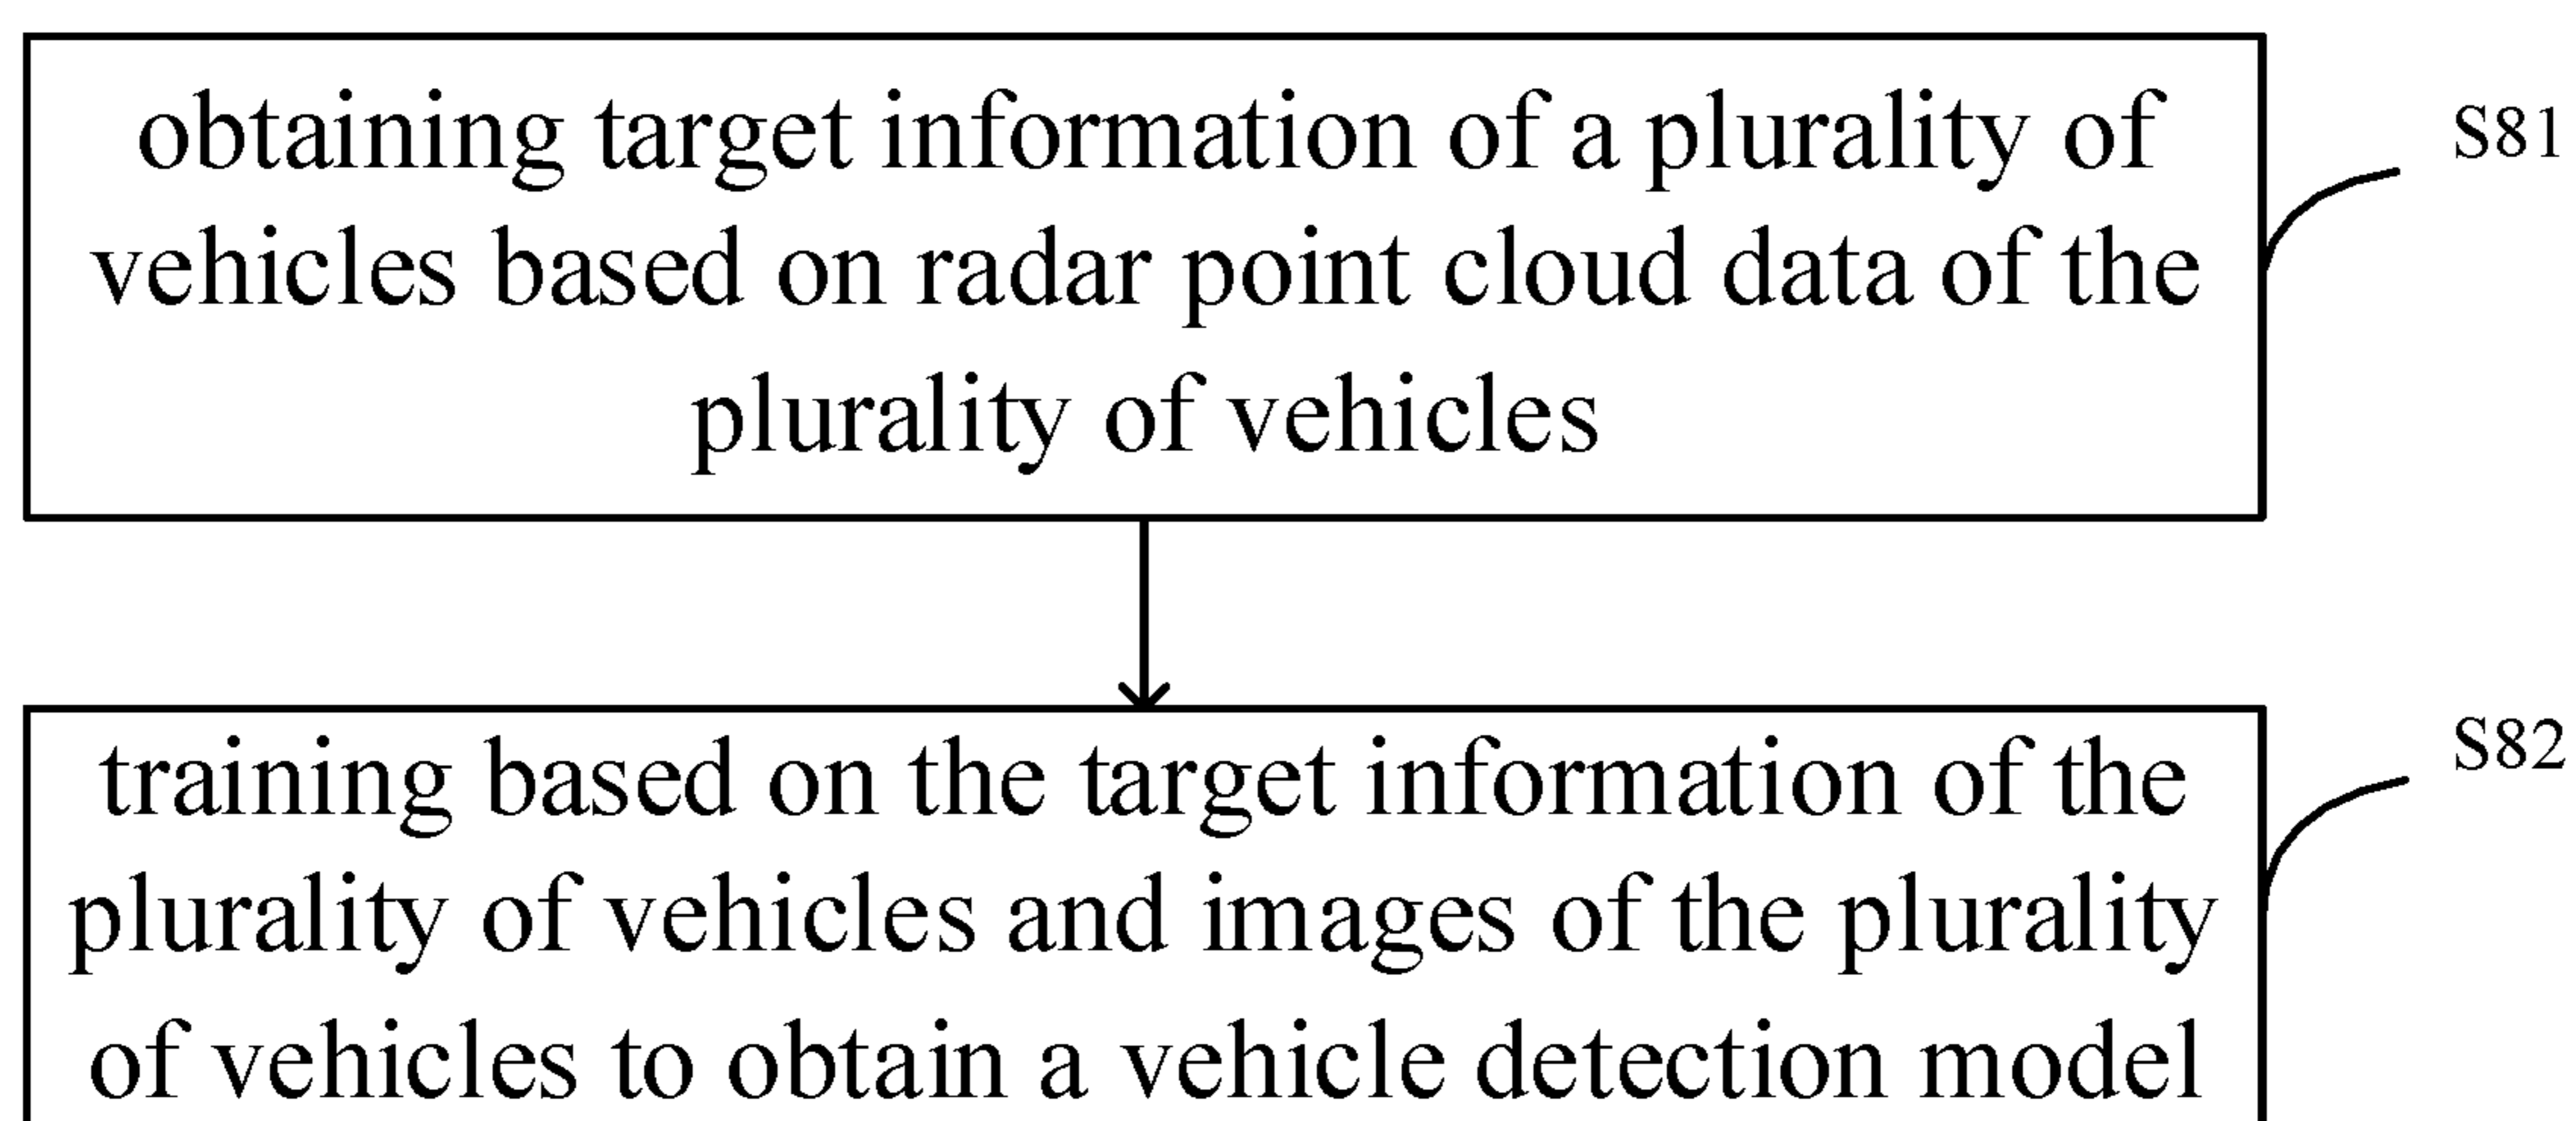 obtaining target information of a plurality of
vehicles based on radar point cloud data of the
plurality of vehicles
S81
training based on the target information of the
plurality of vehicles and images of the plurality
of vehicles to obtain a vehicle detection model
S82